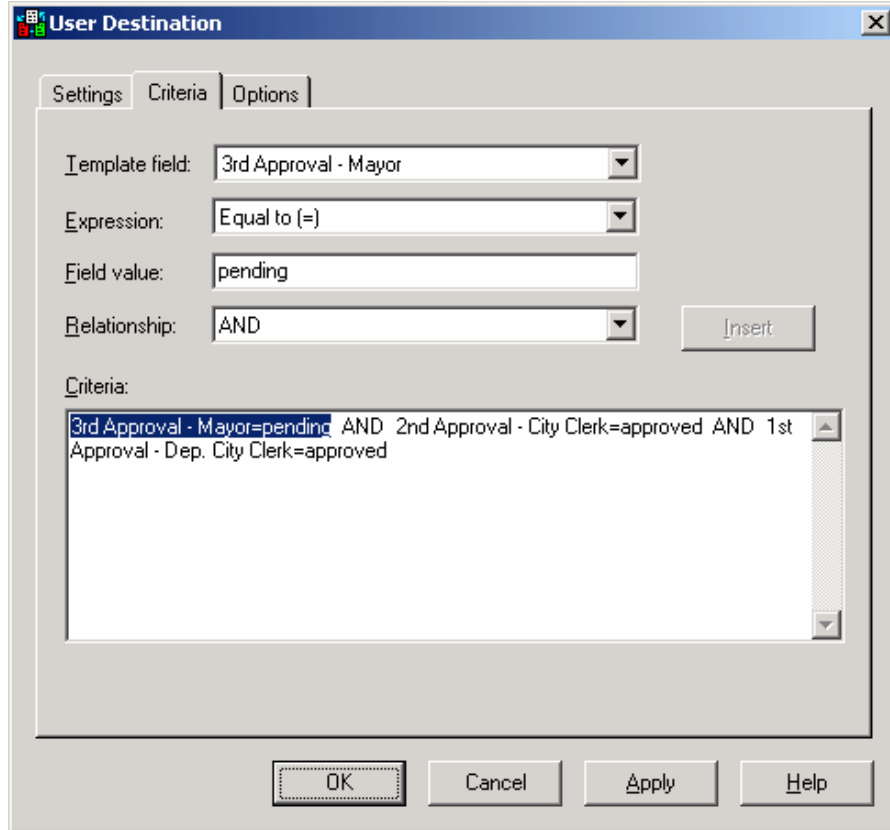 User Destination
Settings Criteria Options
Template field: 3rd Approval - Mayor
Expression: Equal to (=)
Field value: pending
Relationship: AND
Insert
Criteria:
3rd Approval - Mayor=pending AND 2nd Approval - City Clerk=approved AND 1st
Approval - Dep. City Clerk=approved
OK Cancel Apply Help